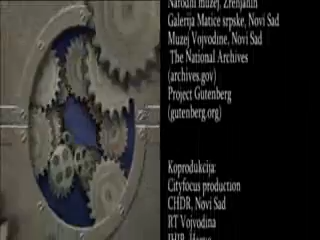 Narodni muzej, Zrenjanin
Galerija Matice srpske, Novi Sad
Muzej Vojvodine, Novi Sad
The National Archives
(archives.gov)
Project Gutenberg
(gutenberg.org)
Koprodukcija:
Cityfocus production
CHDR, Novi Sad
RT Vojvodina